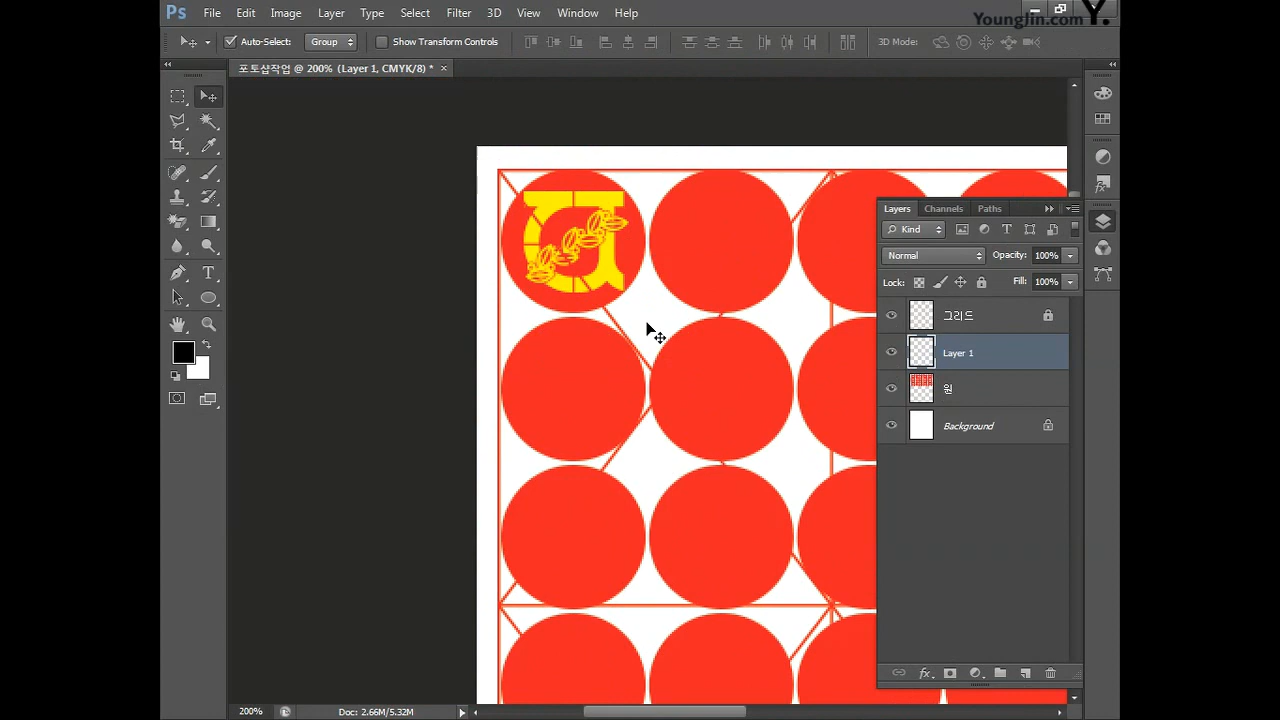 Ps File Edit Image Layer Type Select Filter 3D View Window Help
YoungJin.com Y.
Auto-Select: Group Show Transform Controls 3D Mode:
포토샵작업 @ 200% (Layer 1, CMYK/8) * ×
Layers Channels Paths
Kind
Normal Opacity: 100%
Lock: Fill: 100%
그리드
Layer 1
원
Background
200% Doc: 2.66M/5.32M